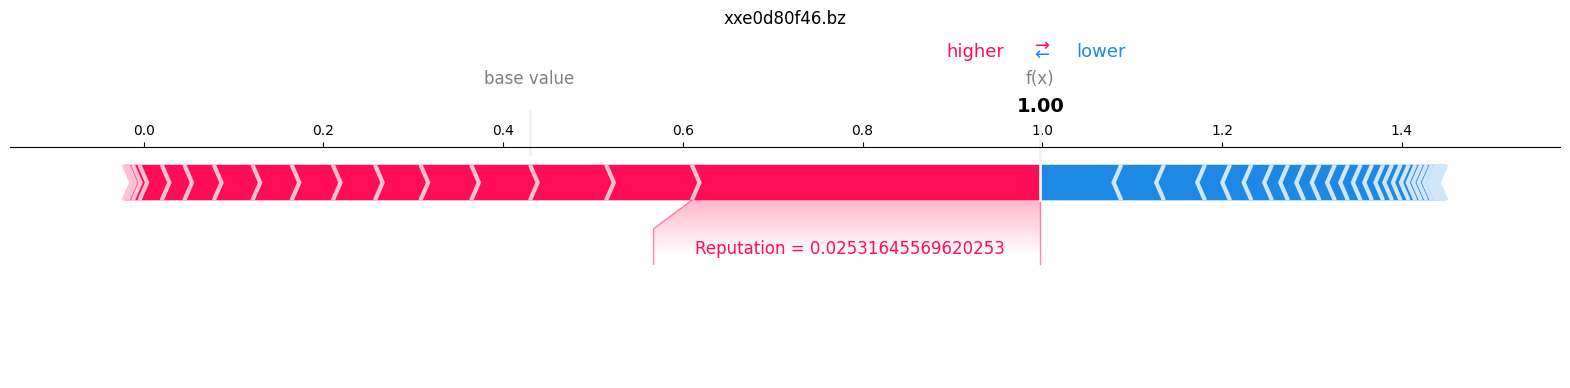 xxe0d80f46.bz
higher → lower
←
base value f(x)
1.00
0.0 0.2 0.4 0.6 0.8 1.0 1.2 1.4
Reputation = 0.02531645569620253